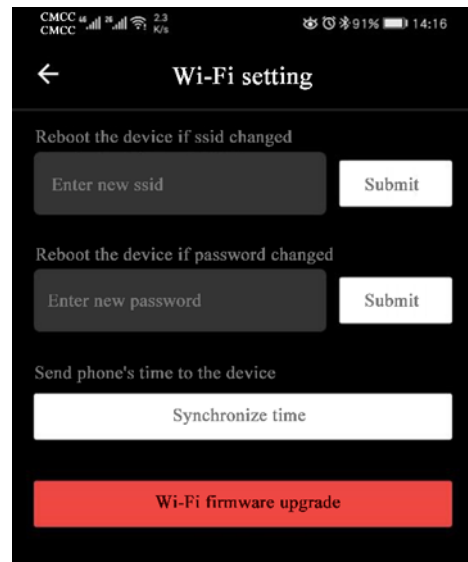 CMCC 46 26 2.3
CMCC K/s 91% 14:16
Wi-Fi setting
Reboot the device if ssid changed
Enter new ssid
Submit
Reboot the device if password changed
Enter new password
Submit
Send phone's time to the device
Synchronize time
Wi-Fi firmware upgrade